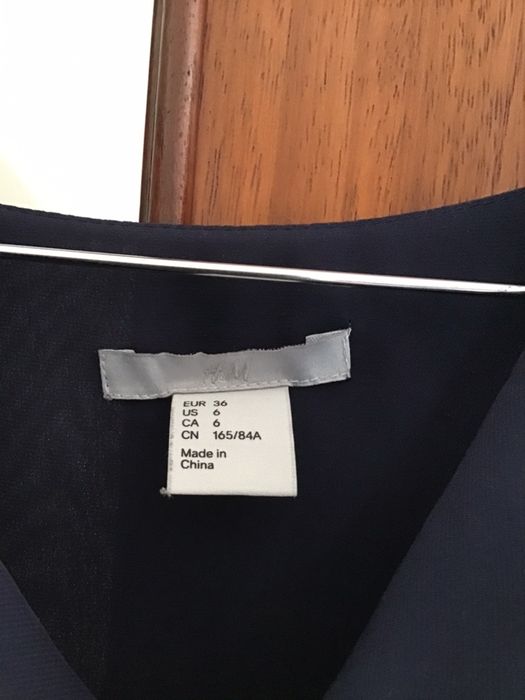 H&M
EUR 36
US 6
CA 6
CN 165/84A
Made in
China